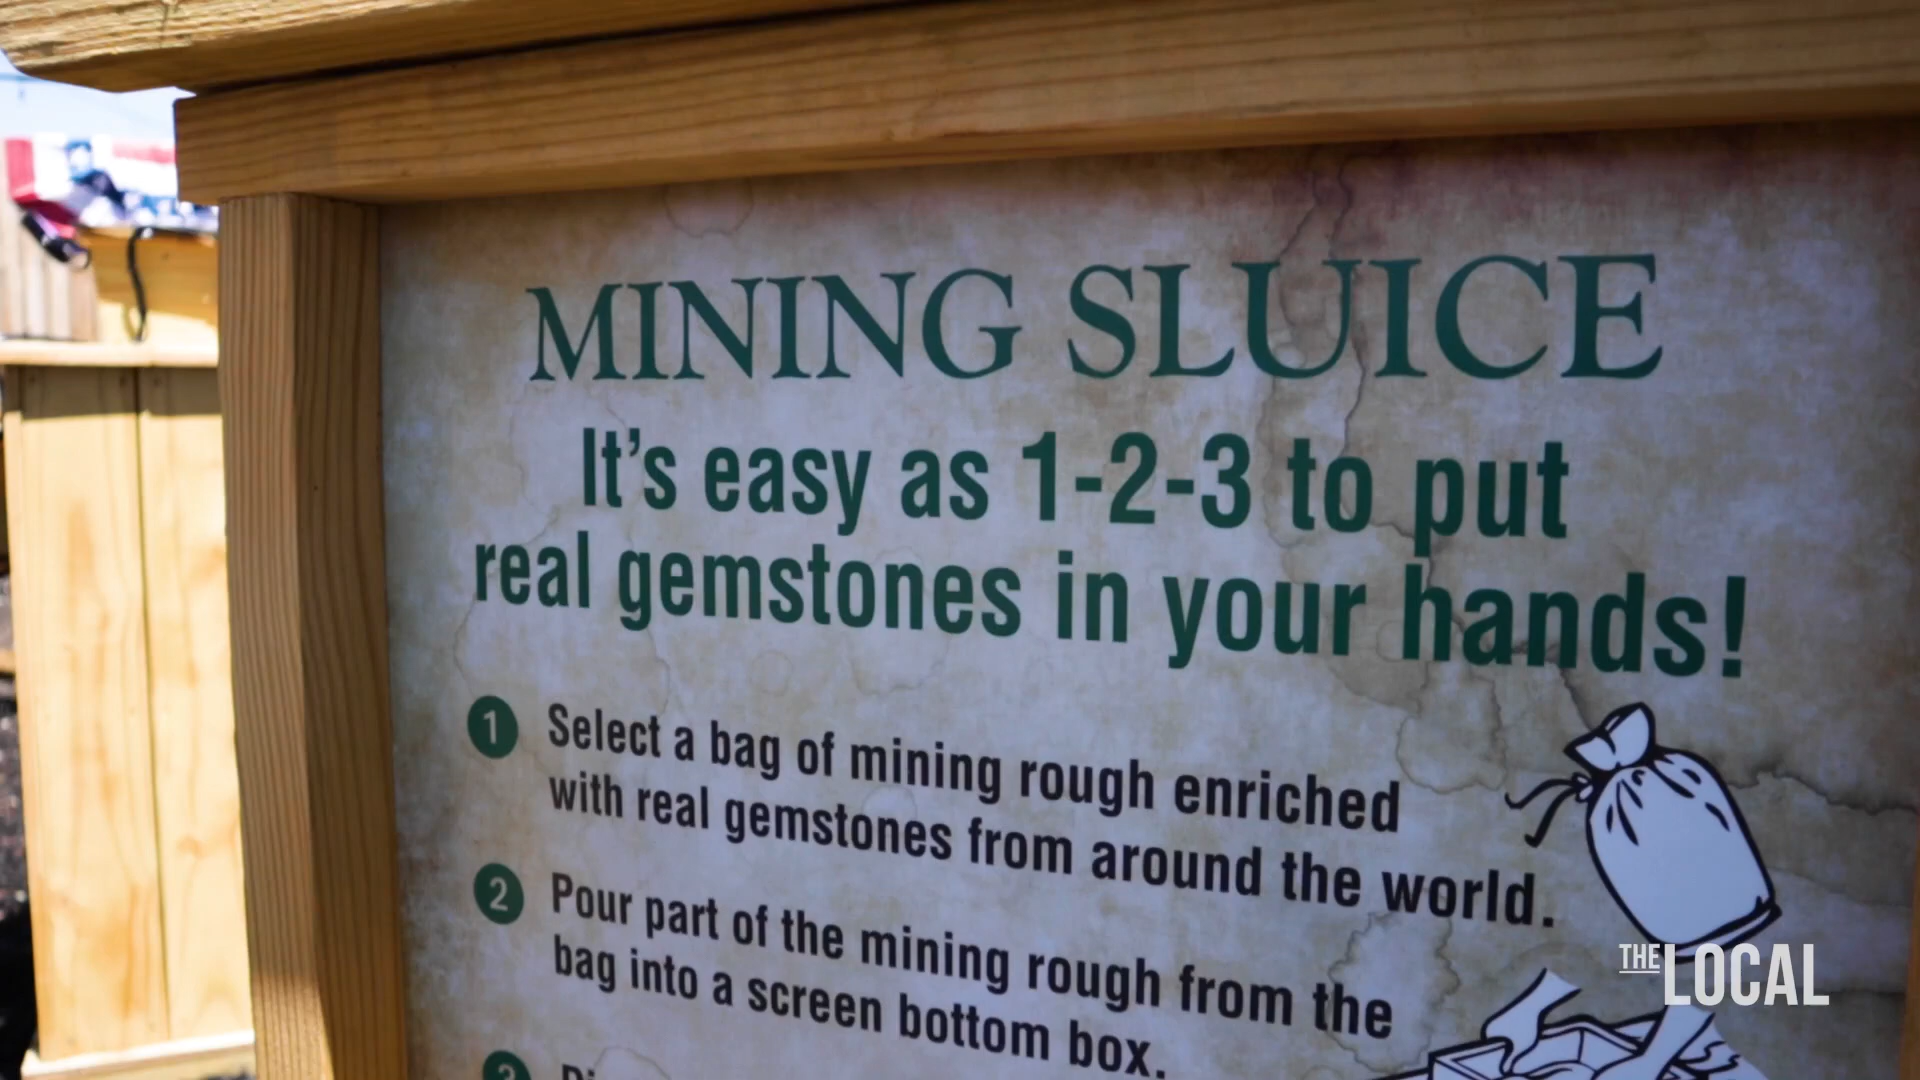 MINING SLUICE
It's easy as 1-2-3 to put
real gemstones in your hands!
1 Select a bag of mining rough enriched
with real gemstones from around the world.
2 Pour part of the mining rough from the
bag into a screen bottom box.
3
THE LOCAL